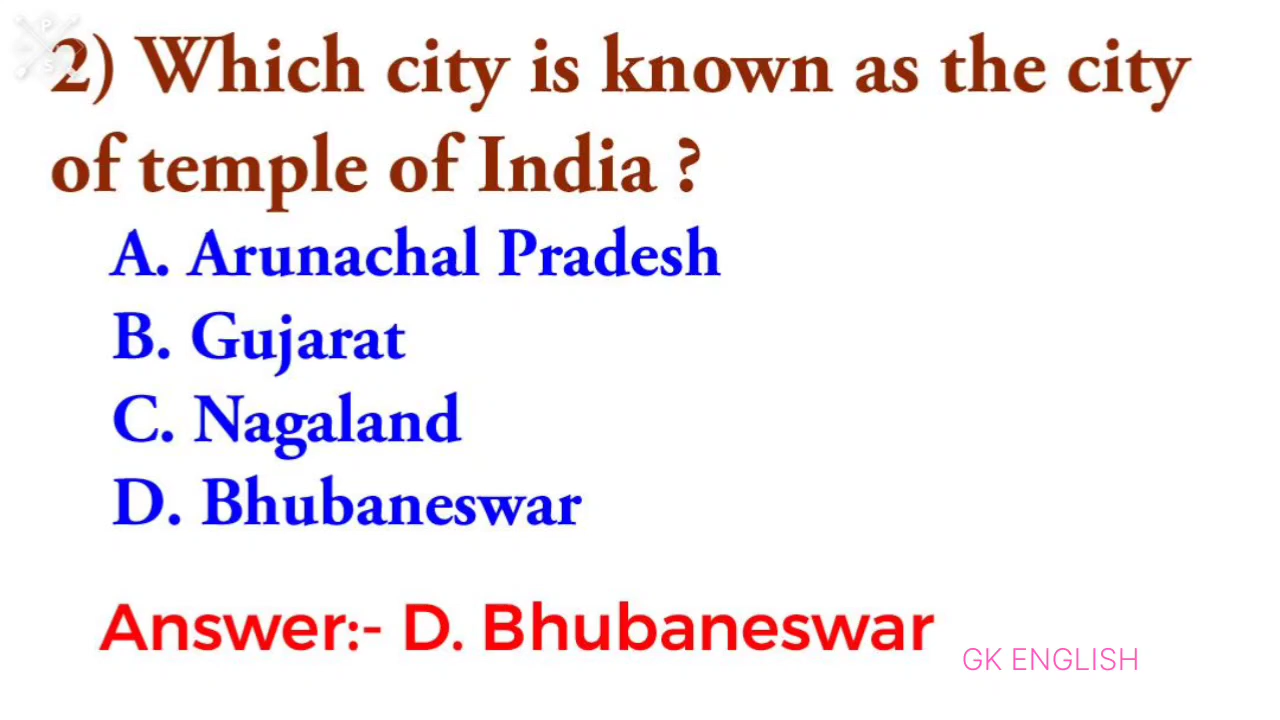 2) Which city is known as the city
of temple of India ?
A. Arunachal Pradesh
B. Gujarat
C. Nagaland
D. Bhubaneswar
Answer:- D. Bhubaneswar
GK ENGLISH